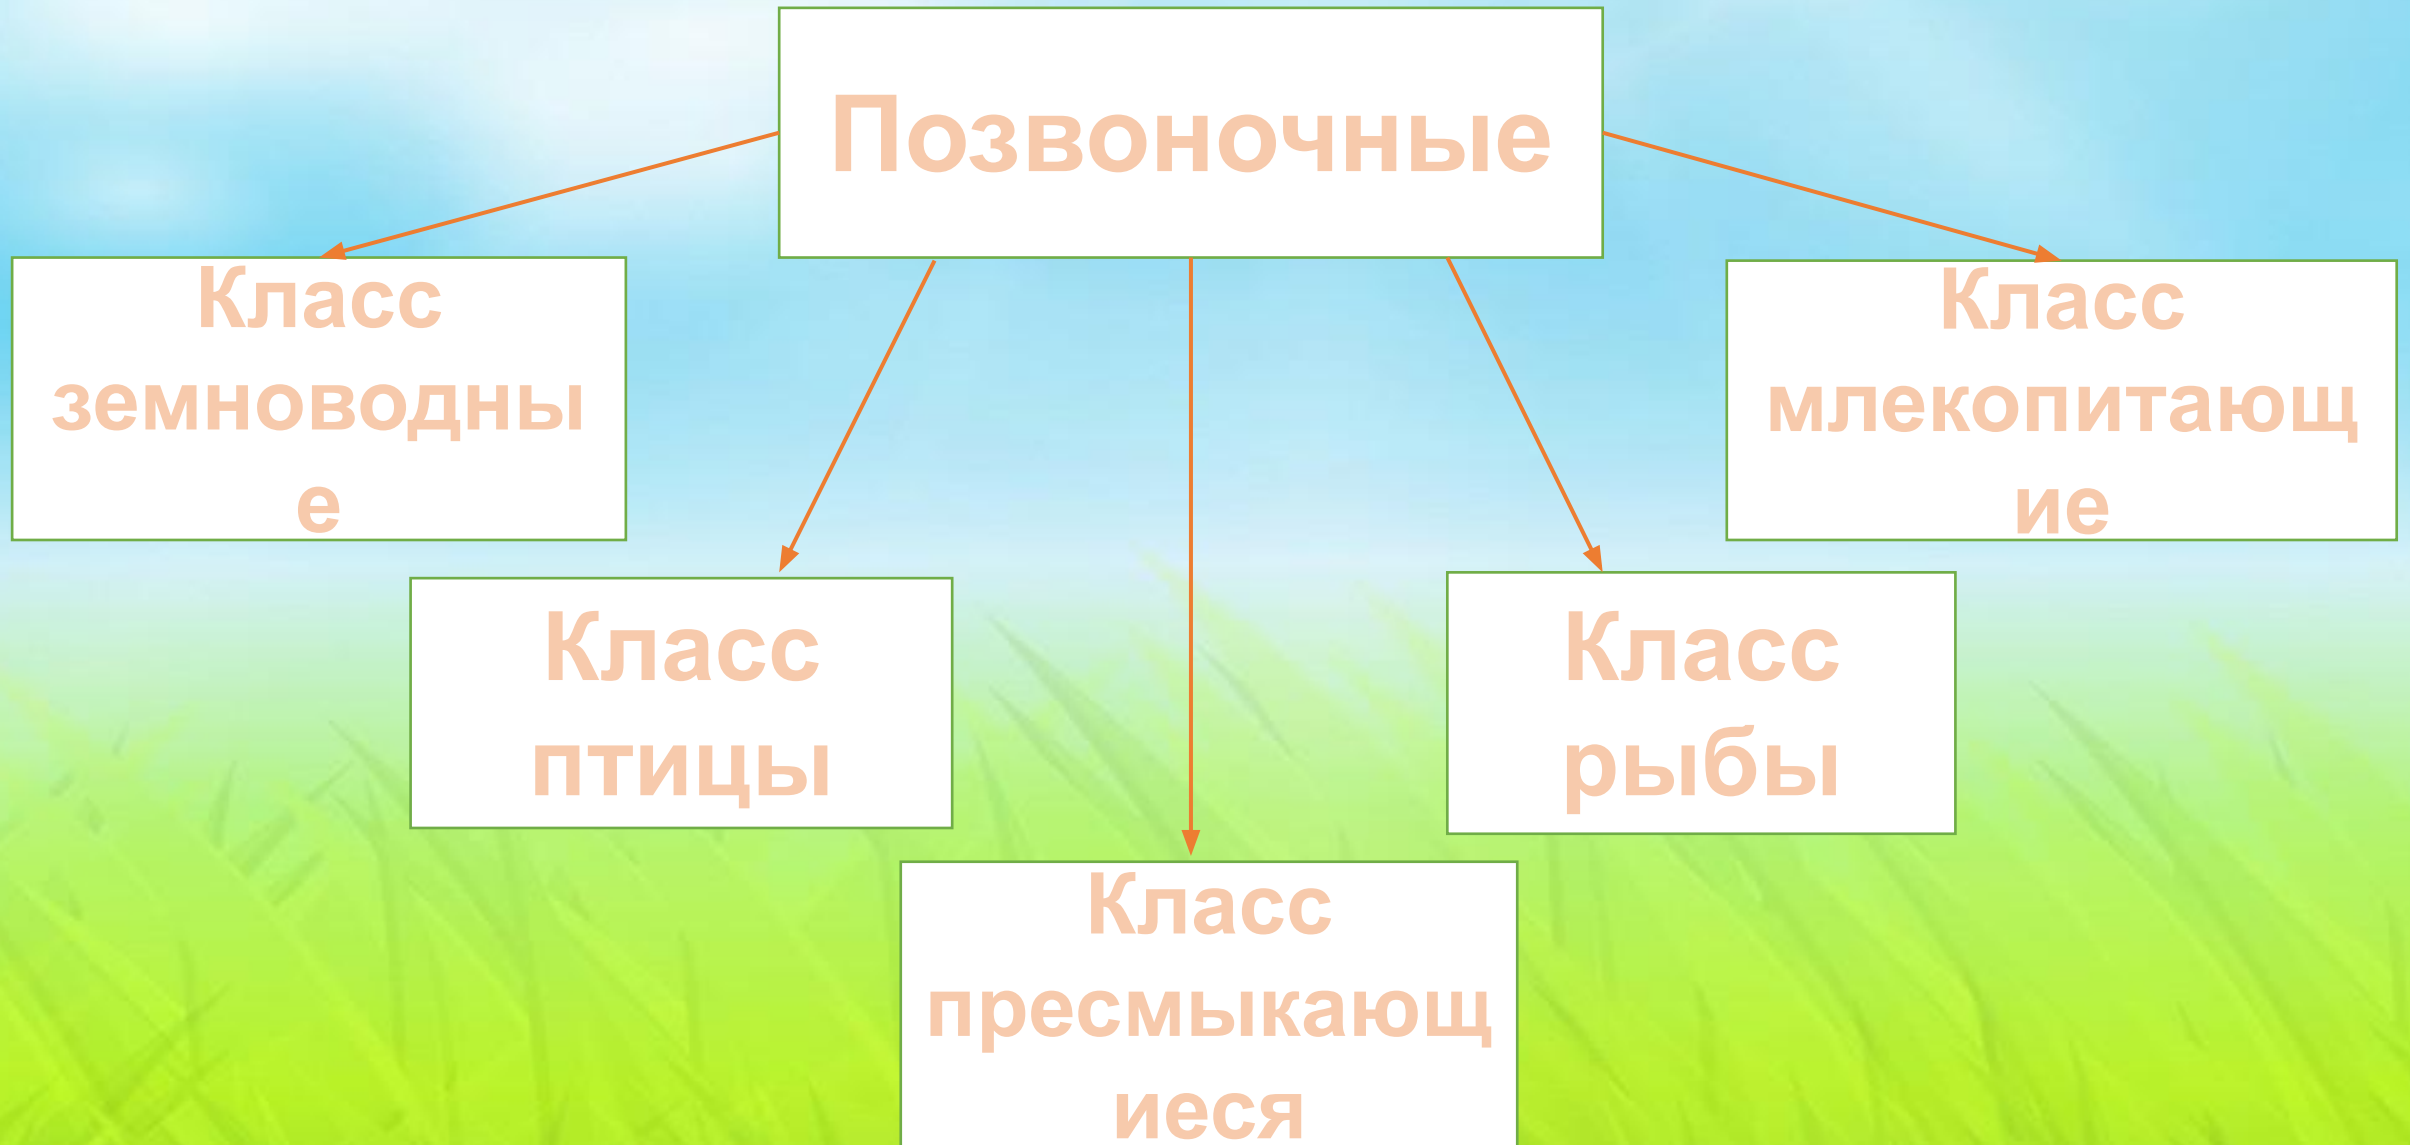 Позвоночные
Класс
земноводны
е
Класс
млекопитающ
ие
Класс
птицы
Класс
рыбы
Класс
пресмыкающ
иеся